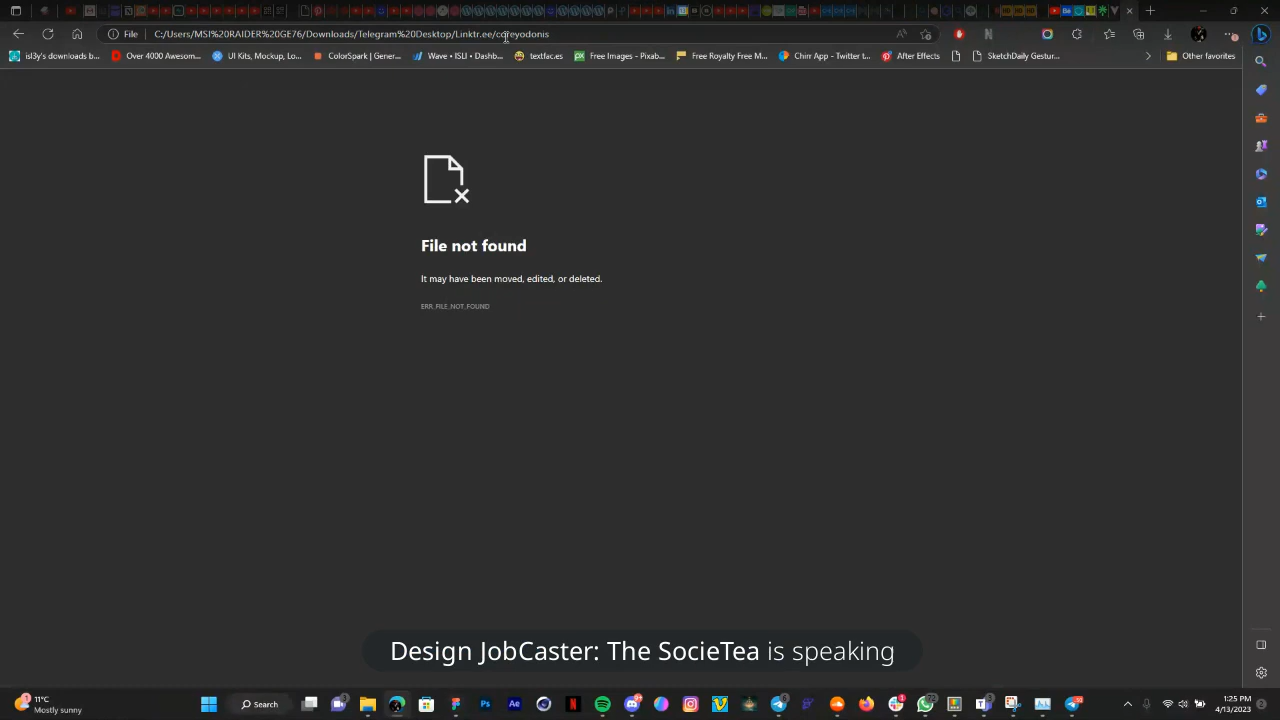 File
C:/Users/MSI%20RAIDER%20GE76/Downloads/Telegram%20Desktop/Linktr.ee/coreyodonis
isl3y's downloads b...
Over 4000 Awesom...
UI Kits, Mockup, Lo...
ColorSpark | Gener...
Wave • ISLI • Dashb...
textfac.es
Free Images - Pixab...
Free Royalty Free M...
Chirr App - Twitter t...
After Effects
SketchDaily Gestur...
Other favorites
File not found
It may have been moved, edited, or deleted.
ERR_FILE_NOT_FOUND
Design JobCaster: The SocieTea is speaking
11°C
Mostly sunny
Search
1:25 PM
4/13/2023